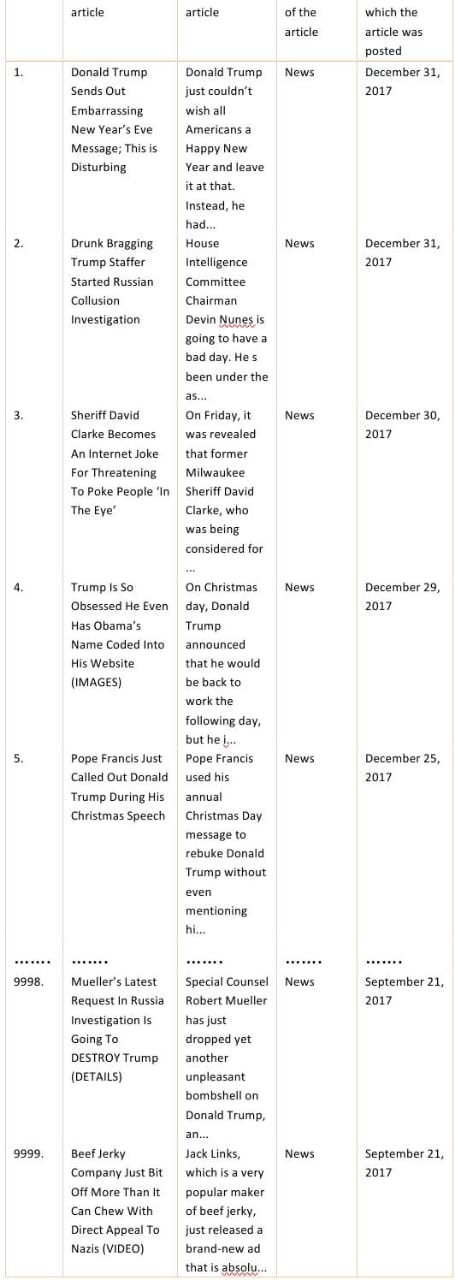 article
article
of the
article
which the
article was
posted
1.
Donald Trump
Sends Out
Embarrassing
New Year’s Eve
Message; This is
Disturbing
Donald Trump
just couldn’t
wish all
Americans a
Happy New
Year and leave
it at that.
Instead, he
had...
News
December 31,
2017
2.
Drunk Bragging
Trump Staffer
Started Russian
Collusion
Investigation
House
Intelligence
Committee
Chairman
Devin Nunes is
going to have a
bad day. He s
been under the
as...
News
December 31,
2017
3.
Sheriff David
Clarke Becomes
An Internet Joke
For Threatening
To Poke People ‘In
The Eye’
On Friday, it
was revealed
that former
Milwaukee
Sheriff David
Clarke, who
was being
considered for
...
News
December 30,
2017
4.
Trump Is So
Obsessed He Even
Has Obama’s
Name Coded Into
His Website
(IMAGES)
On Christmas
day, Donald
Trump
announced
that he would
be back to
work the
following day,
but he i...
News
December 29,
2017
5.
Pope Francis Just
Called Out Donald
Trump During His
Christmas Speech
Pope Francis
used his
annual
Christmas Day
message to
rebuke Donald
Trump without
even
mentioning
hi...
News
December 25,
2017
....... ....... ....... ....... .......
9998.
Mueller’s Latest
Request In Russia
Investigation Is
Going To
DESTROY Trump
(DETAILS)
Special Counsel
Robert Mueller
has just
dropped yet
another
unpleasant
bombshell on
Donald Trump,
an...
News
September 21,
2017
9999.
Beef Jerky
Company Just Bit
Off More Than It
Can Chew With
Direct Appeal To
Nazis (VIDEO)
Jack Links,
which is a very
popular maker
of beef jerky,
just released a
brand-new ad
that is absolu...
News
September 21,
2017